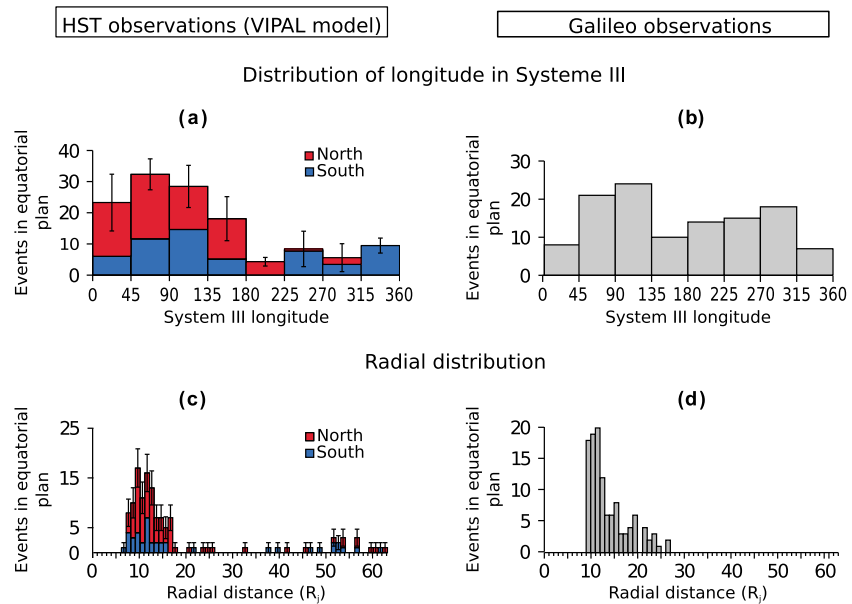 HST observations (VIPAL model)
Galileo observations
Distribution of longitude in Systeme III
(a)
Events in equatorial
plan
40
30
20
10
0
North
South
0 45 90 135 180 225 270 315 360
System III longitude
(b)
Events in equatorial
plan
30
20
10
0
0 45 90 135 180 225 270 315 360
System III longitude
Radial distribution
(c)
Events in equatorial
plan
25
15
5
0
North
South
0 10 20 30 40 50 60
Radial distance (Rj)
(d)
Events in equatorial
plan
20
15
10
5
0
0 10 20 30 40 50 60
Radial distance (Rj)